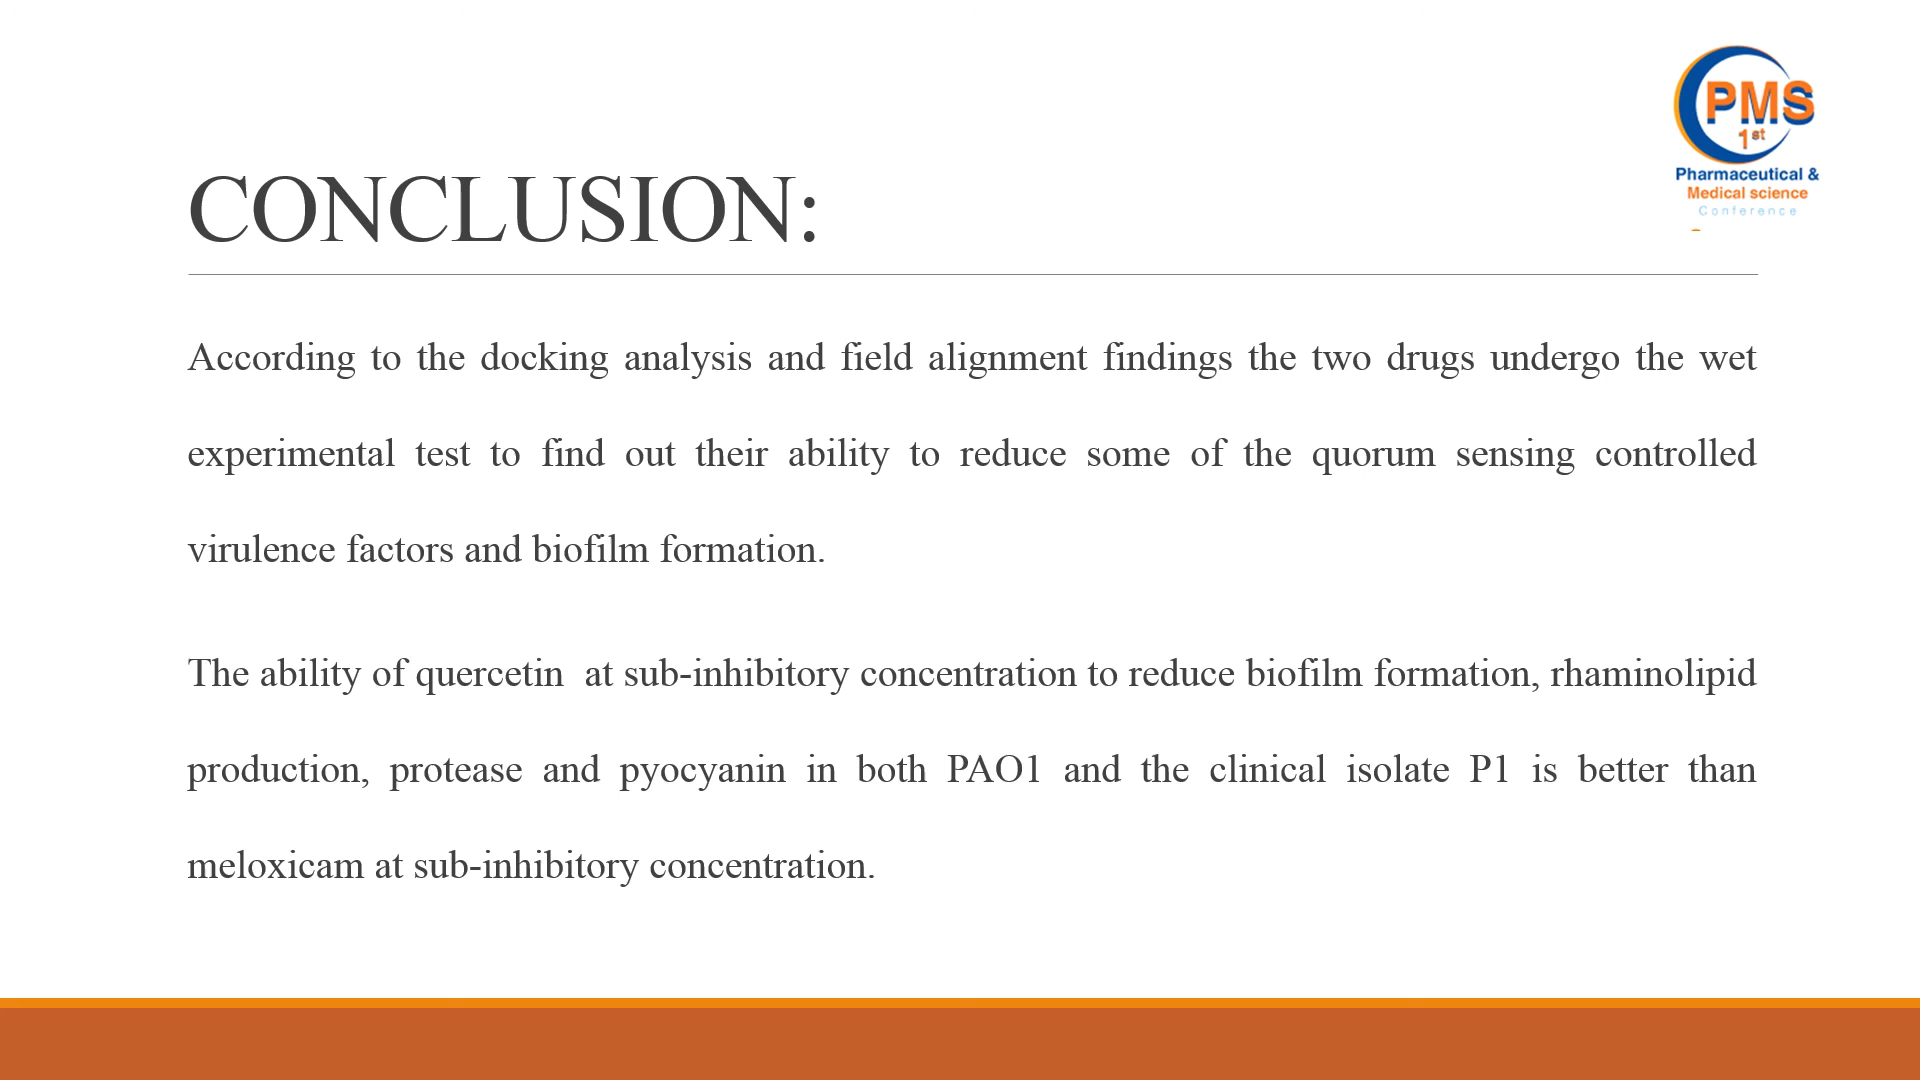 PMS
1st
Pharmaceutical &
Medical science
Conference
CONCLUSION:
According to the docking analysis and field alignment findings the two drugs undergo the wet
experimental test to find out their ability to reduce some of the quorum sensing controlled
virulence factors and biofilm formation.
The ability of quercetin  at sub-inhibitory concentration to reduce biofilm formation, rhaminolipid
production, protease and pyocyanin in both PAO1 and the clinical isolate P1 is better than
meloxicam at sub-inhibitory concentration.